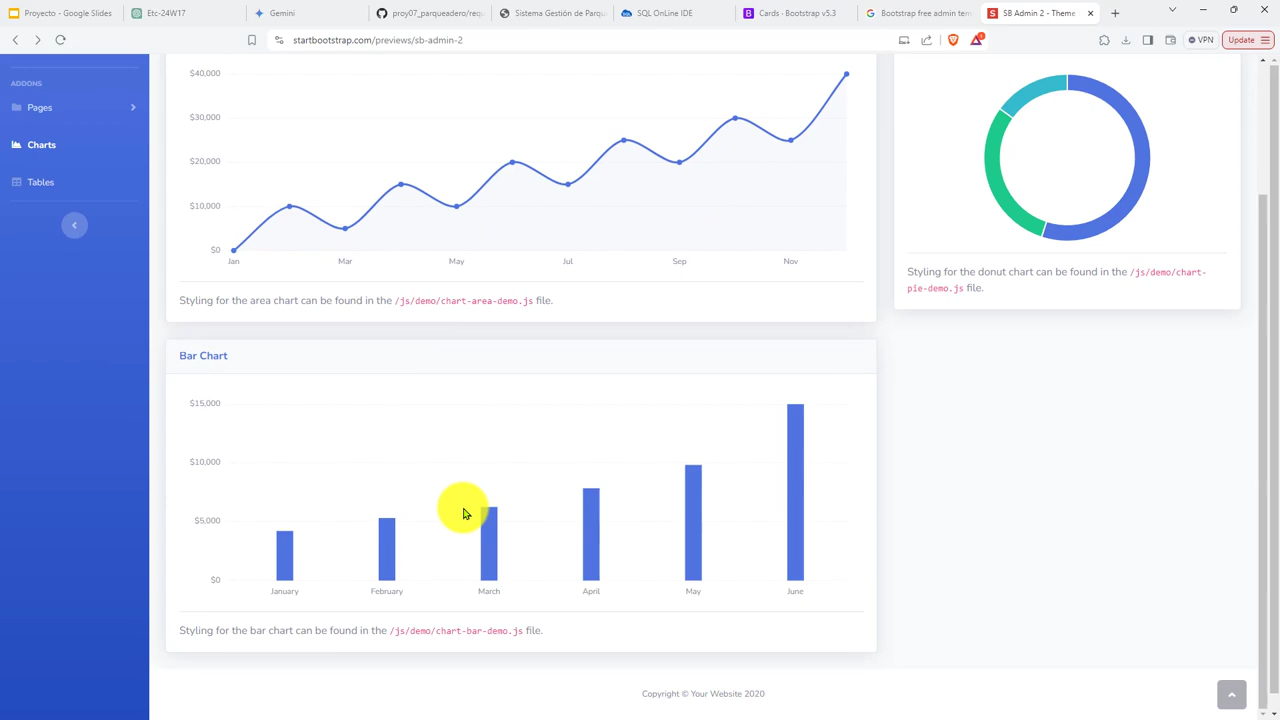 Proyecto - Google Slides
Etc-24W17
Gemini
proy07_parqueadero/requ
Sistema Gestión de Parqu
SQL OnLine IDE
Cards · Bootstrap v5.3
Bootstrap free admin tem
SB Admin 2 - Theme
startbootstrap.com/previews/sb-admin-2
VPN
Update
ADDONS
Pages
Charts
Tables
$40,000
$30,000
$20,000
$10,000
$0
Jan Mar May Jul Sep Nov
Styling for the area chart can be found in the /js/demo/chart-area-demo.js file.
Styling for the donut chart can be found in the /js/demo/chart-
pie-demo.js file.
Bar Chart
$15,000
$10,000
$5,000
$0
January February March April May June
Styling for the bar chart can be found in the /js/demo/chart-bar-demo.js file.
Copyright © Your Website 2020